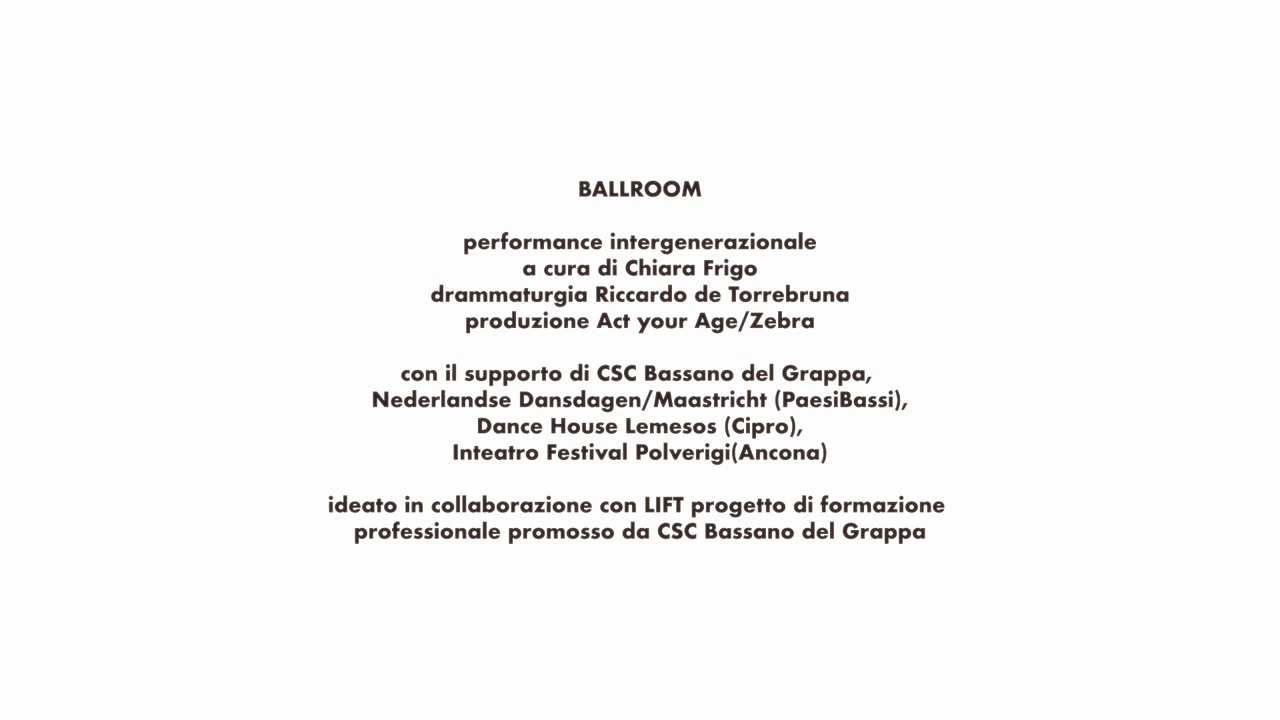 BALLROOM
performance intergenerazionale
a cura di Chiara Frigo
drammaturgia Riccardo de Torrebruna
produzione Act your Age/Zebra
con il supporto di CSC Bassano del Grappa,
Nederlandse Dansdagen/Maastricht (PaesiBassi),
Dance House Lemesos (Cipro),
Inteatro Festival Polverigi(Ancona)
ideato in collaborazione con LIFT progetto di formazione
professionale promosso da CSC Bassano del Grappa